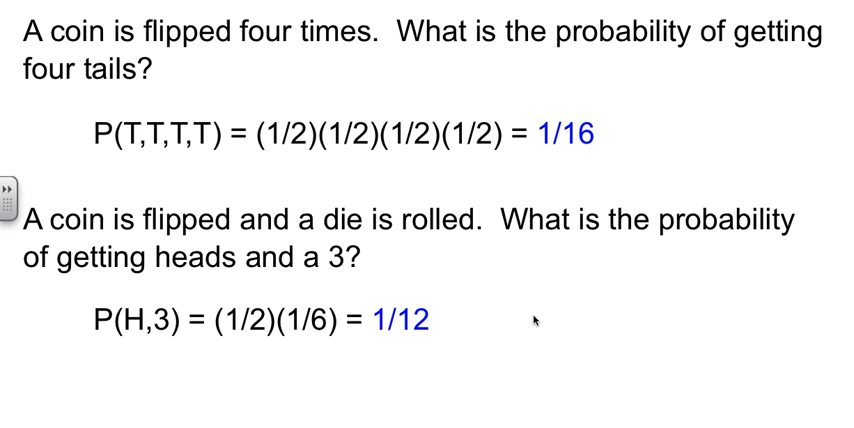 A coin is flipped four times.  What is the probability of getting
four tails?
P(T,T,T,T) = (1/2)(1/2)(1/2)(1/2) = 1/16
A coin is flipped and a die is rolled.  What is the probability
of getting heads and a 3?
P(H,3) = (1/2)(1/6) = 1/12